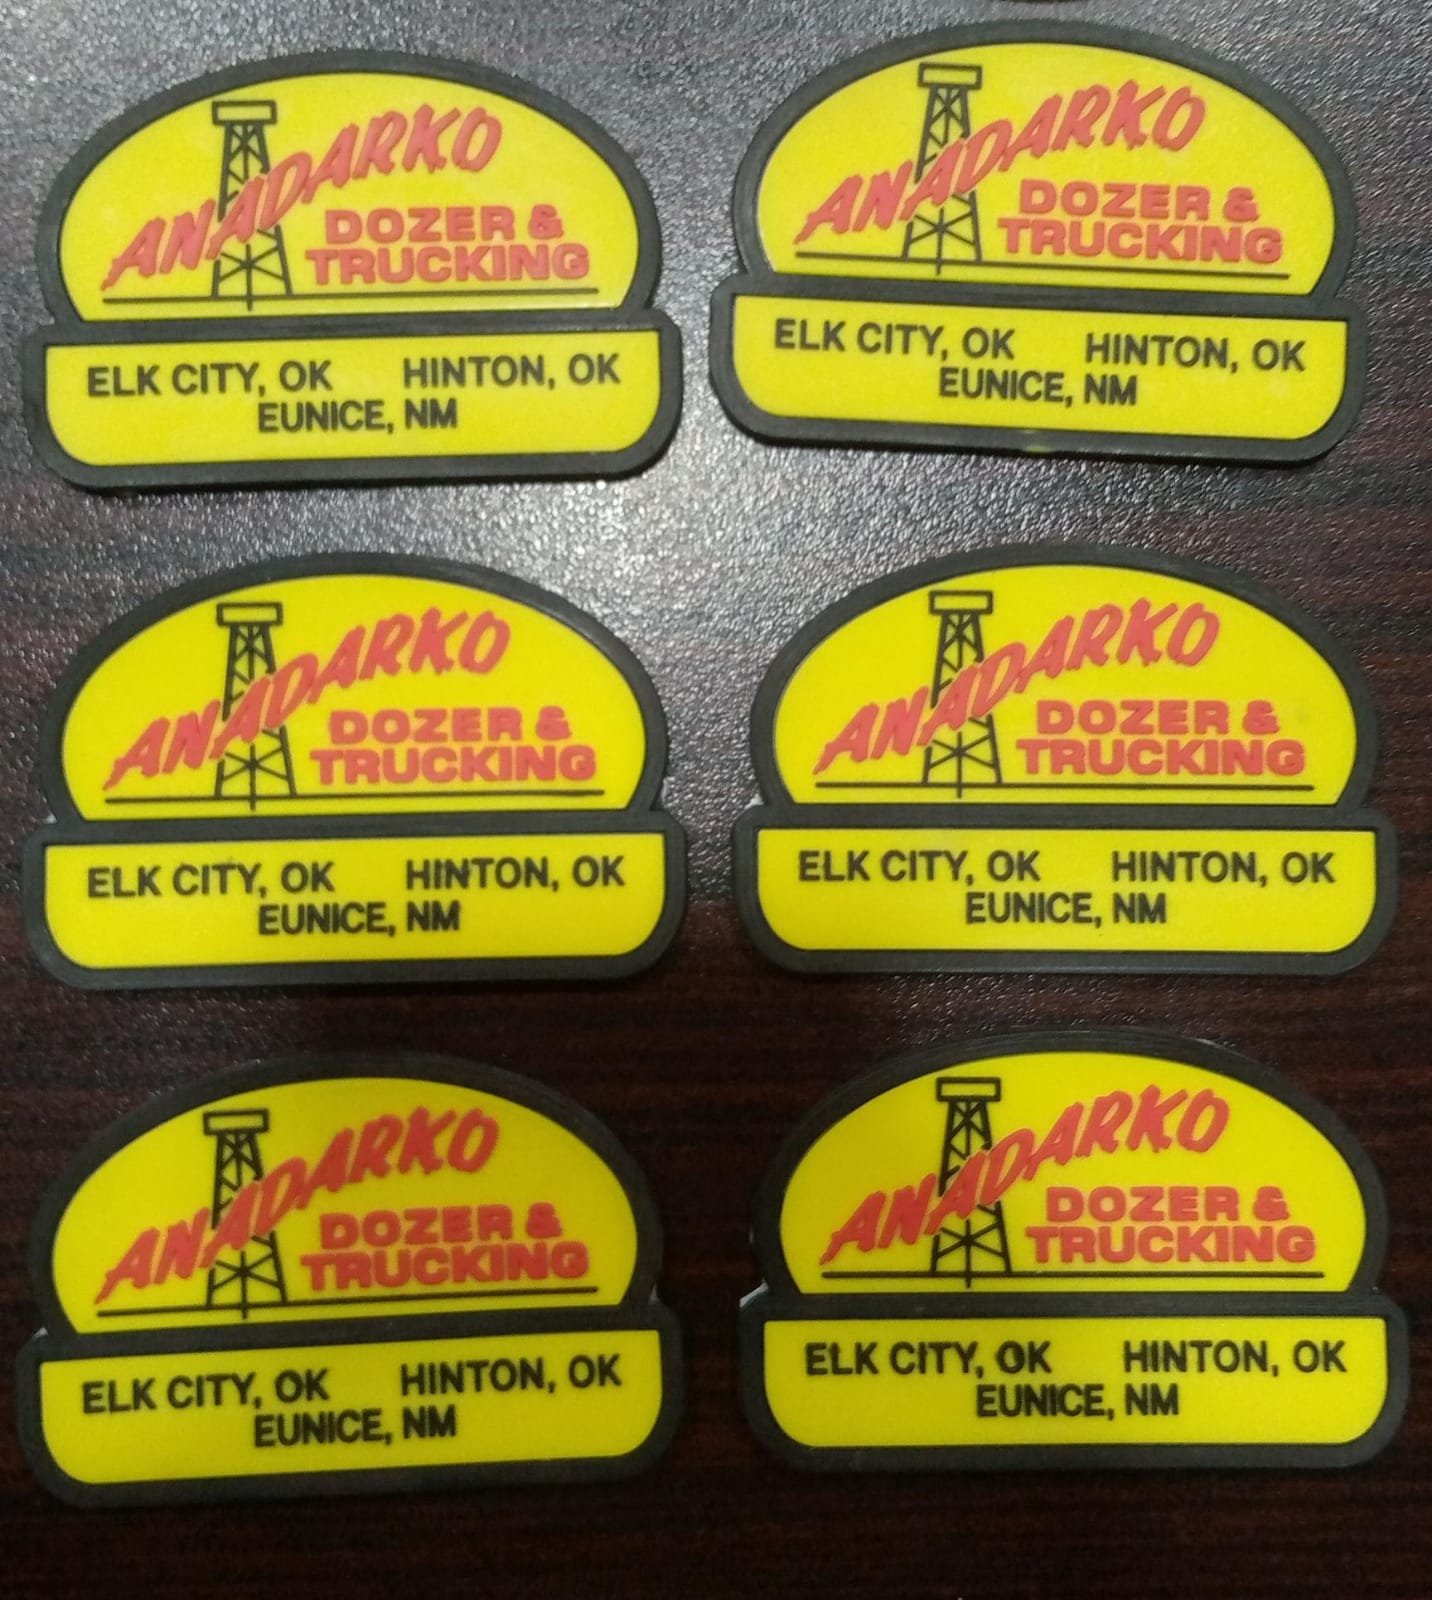 ANADARKO
DOZER &
TRUCKING
ELK CITY, OK HINTON, OK
EUNICE, NM
ANADARKO
DOZER &
TRUCKING
ELK CITY, OK HINTON, OK
EUNICE, NM
ANADARKO
DOZER &
TRUCKING
ELK CITY, OK HINTON, OK
EUNICE, NM
ANADARKO
DOZER &
TRUCKING
ELK CITY, OK HINTON, OK
EUNICE, NM
ANADARKO
DOZER &
TRUCKING
ELK CITY, OK HINTON, OK
EUNICE, NM
ANADARKO
DOZER &
TRUCKING
ELK CITY, OK HINTON, OK
EUNICE, NM